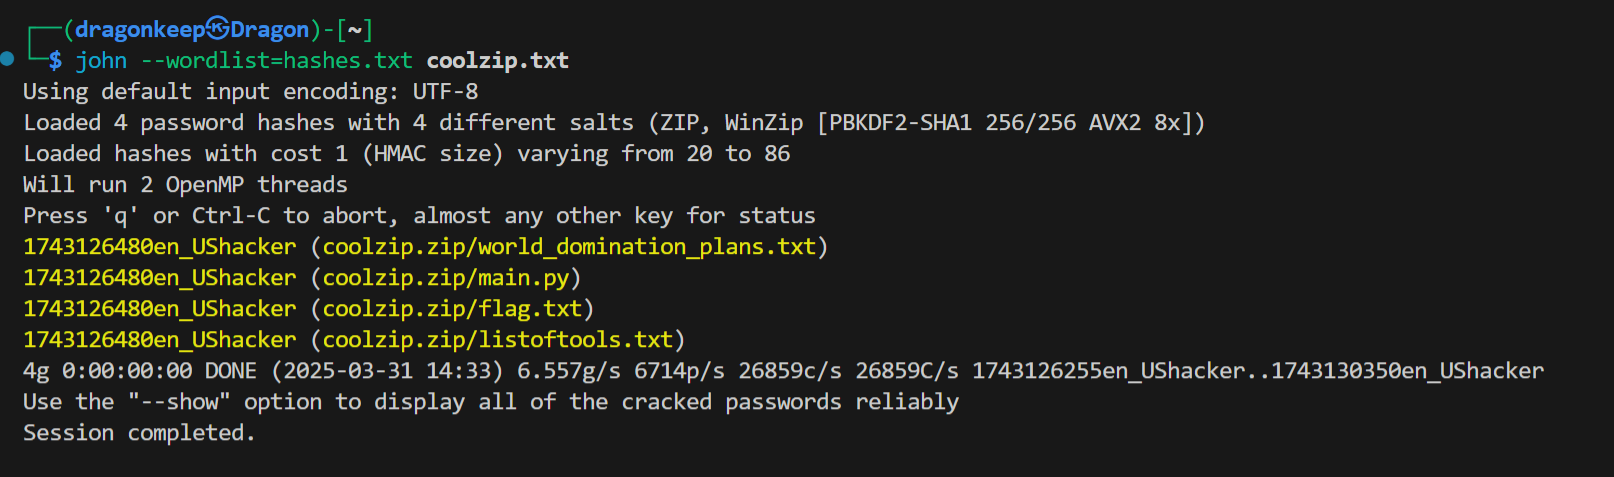 ┌──(dragonkeep㉿Dragon)-[~]
└─$ john --wordlist=hashes.txt coolzip.txt
Using default input encoding: UTF-8
Loaded 4 password hashes with 4 different salts (ZIP, WinZip [PBKDF2-SHA1 256/256 AVX2 8x])
Loaded hashes with cost 1 (HMAC size) varying from 20 to 86
Will run 2 OpenMP threads
Press 'q' or Ctrl-C to abort, almost any other key for status
1743126480en_UShacker (coolzip.zip/world_domination_plans.txt)
1743126480en_UShacker (coolzip.zip/main.py)
1743126480en_UShacker (coolzip.zip/flag.txt)
1743126480en_UShacker (coolzip.zip/listoftools.txt)
4g 0:00:00:00 DONE (2025-03-31 14:33) 6.557g/s 6714p/s 26859c/s 26859C/s 1743126255en_UShacker..1743130350en_UShacker
Use the "--show" option to display all of the cracked passwords reliably
Session completed.